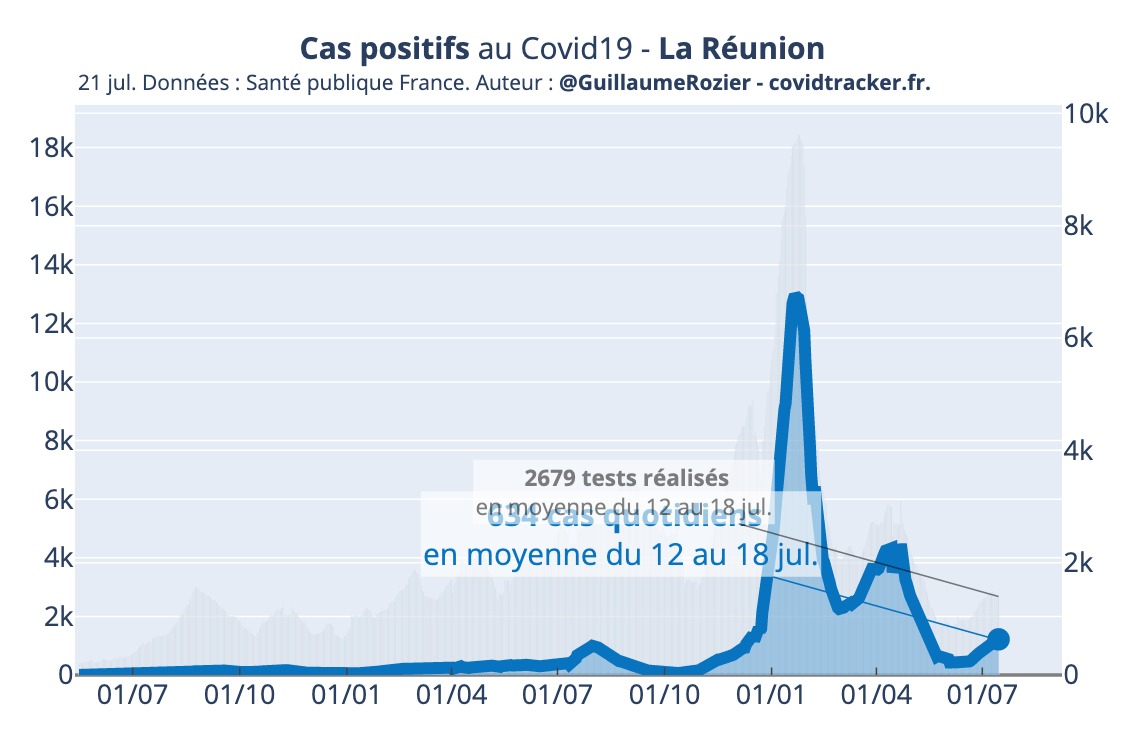 Cas positifs au Covid19 - La Réunion
21 jul. Données : Santé publique France. Auteur : @GuillaumeRozier - covidtracker.fr.
18k
16k
14k
12k
10k
8k
6k
4k
2k
0
10k
8k
6k
4k
2k
0
2679 tests réalisés
en moyenne du 12 au 18 jul.
634 cas quotidiens
en moyenne du 12 au 18 jul.
01/07 01/10 01/01 01/04 01/07 01/10 01/01 01/04 01/07